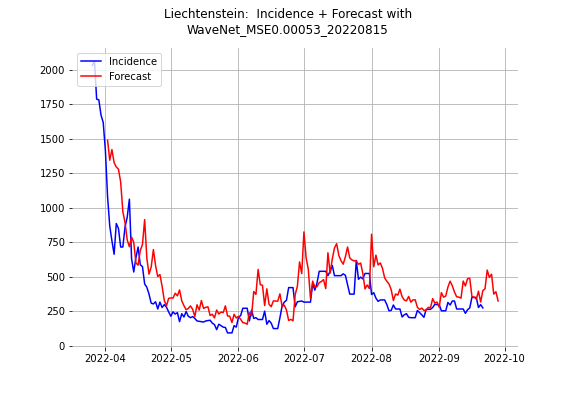 Liechtenstein:  Incidence + Forecast with
WaveNet_MSE0.00053_20220815
Incidence
Forecast
2000
1750
1500
1250
1000
750
500
250
0
2022-04 2022-05 2022-06 2022-07 2022-08 2022-09 2022-10